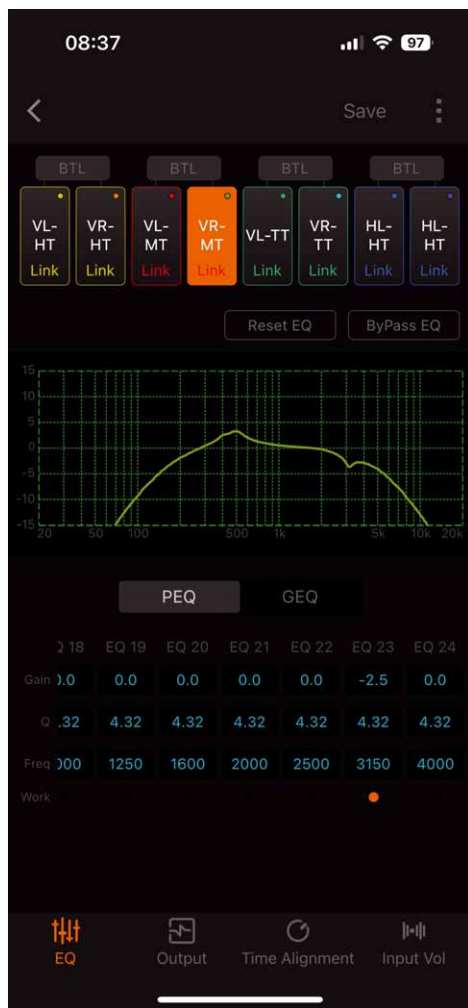 08:37 97
Save
BTL BTL BTL BTL
VL-HT VR-HT VL-MT VR-MT VL-TT VR-TT HL-HT HL-HT
Link Link Link Link Link Link Link Link
Reset EQ ByPass EQ
15
10
5
0
-5
-10
-15
20 50 100 500 1k 5k 10k 20k
PEQ GEQ
Q 18 EQ 19 EQ 20 EQ 21 EQ 22 EQ 23 EQ 24
Gain 0.0 0.0 0.0 0.0 0.0 -2.5 0.0
Q .32 4.32 4.32 4.32 4.32 4.32 4.32
Freq 000 1250 1600 2000 2500 3150 4000
Work
EQ Output Time Alignment Input Vol